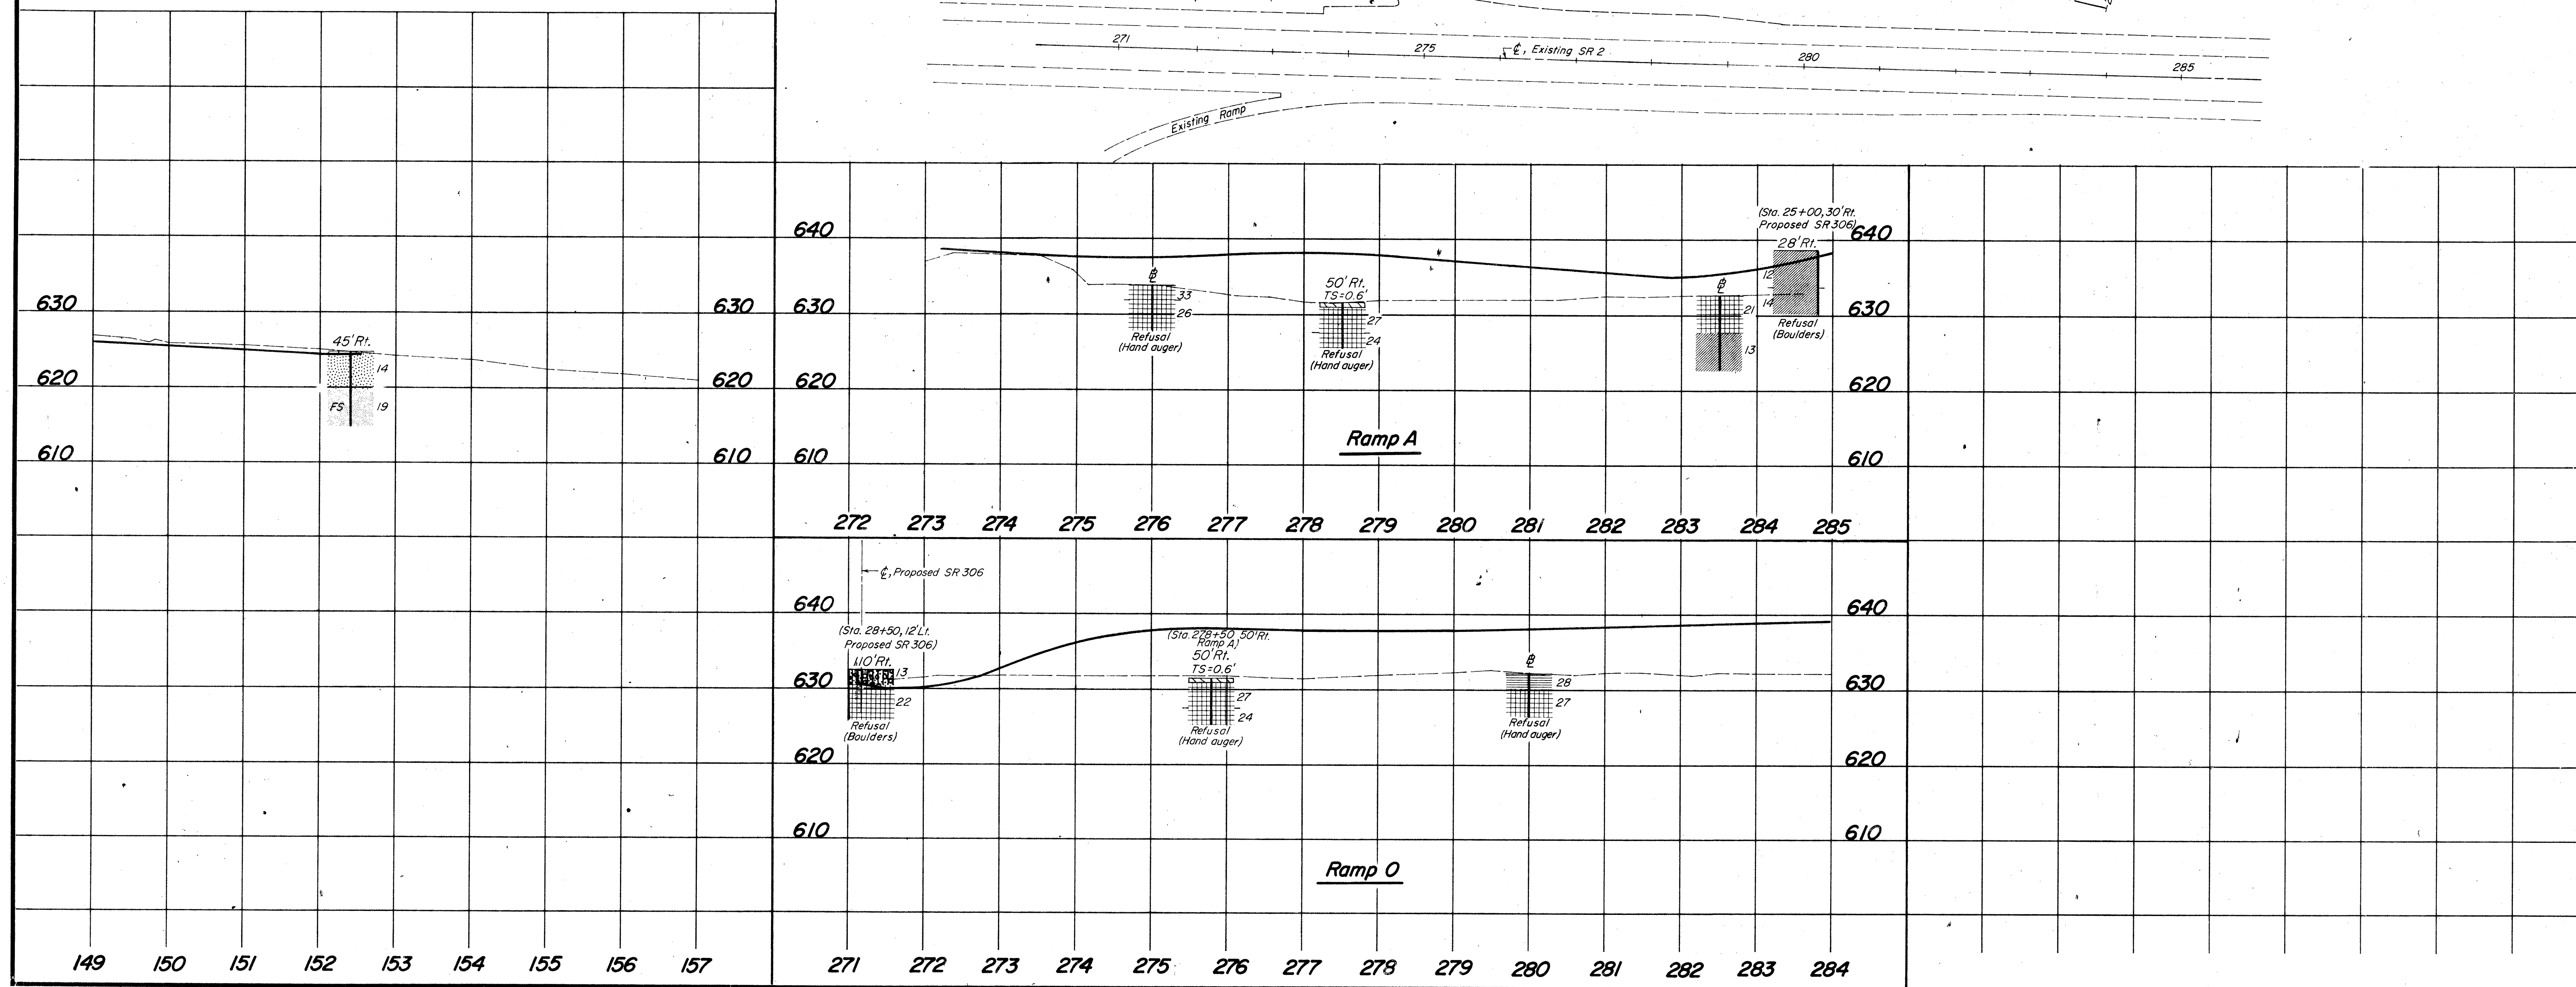 271
275
℄, Existing SR 2
280
285
Existing Ramp
630
620
610
45' Rt.
14
FS
19
630
620
610
149 150 151 152 153 154 155 156 157
640
630
620
610
℄
33
26
Refusal
(Hand auger)
50' Rt.
TS=0.6'
27
24
Refusal
(Hand auger)
21
13
(Sta. 25+00, 30' Rt.
Proposed SR 306)
28' Rt.
12
14
Refusal
(Boulders)
640
630
620
610
Ramp A
272 273 274 275 276 277 278 279 280 281 282 283 284 285
℄, Proposed SR 306
640
630
620
610
(Sta. 28+50, 12' Lt.
Proposed SR 306)
110' Rt.
13
22
Refusal
(Boulders)
(Sta. 278+50, 50' Rt.
Ramp A)
50' Rt.
TS=0.6'
27
24
Refusal
(Hand auger)
28
27
Refusal
(Hand auger)
640
630
620
610
Ramp O
271 272 273 274 275 276 277 278 279 280 281 282 283 284